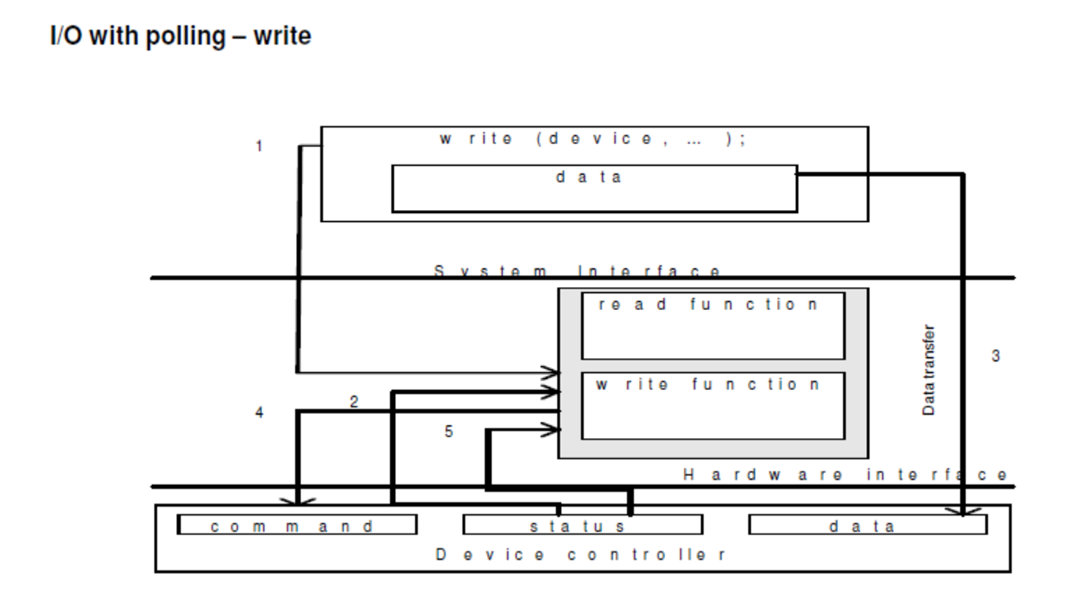 I/O with polling – write
1
write (device, … );
data
System Interface
read function
write function
Data transfer
3
2
4
5
Hardware interface
command
status
data
Device controller